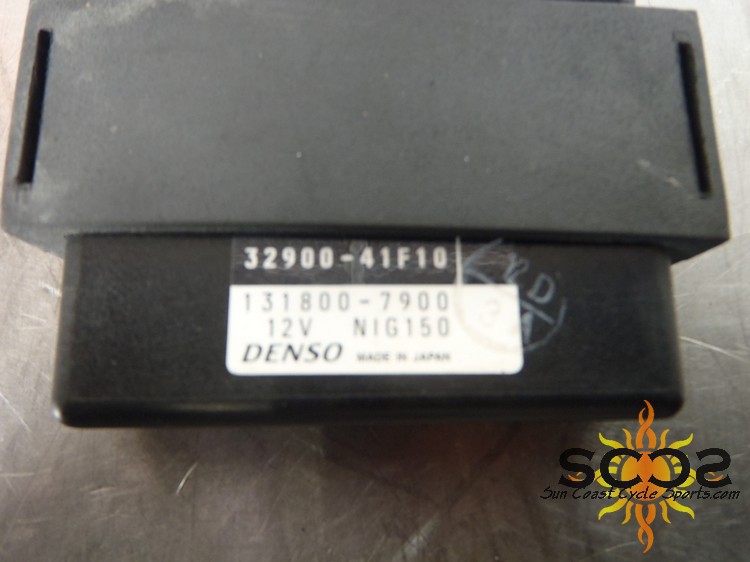 32900-41F10
131800-7900
12V NIG150
DENSO MADE IN JAPAN
SCCS
Sun Coast Cycle Sports.com